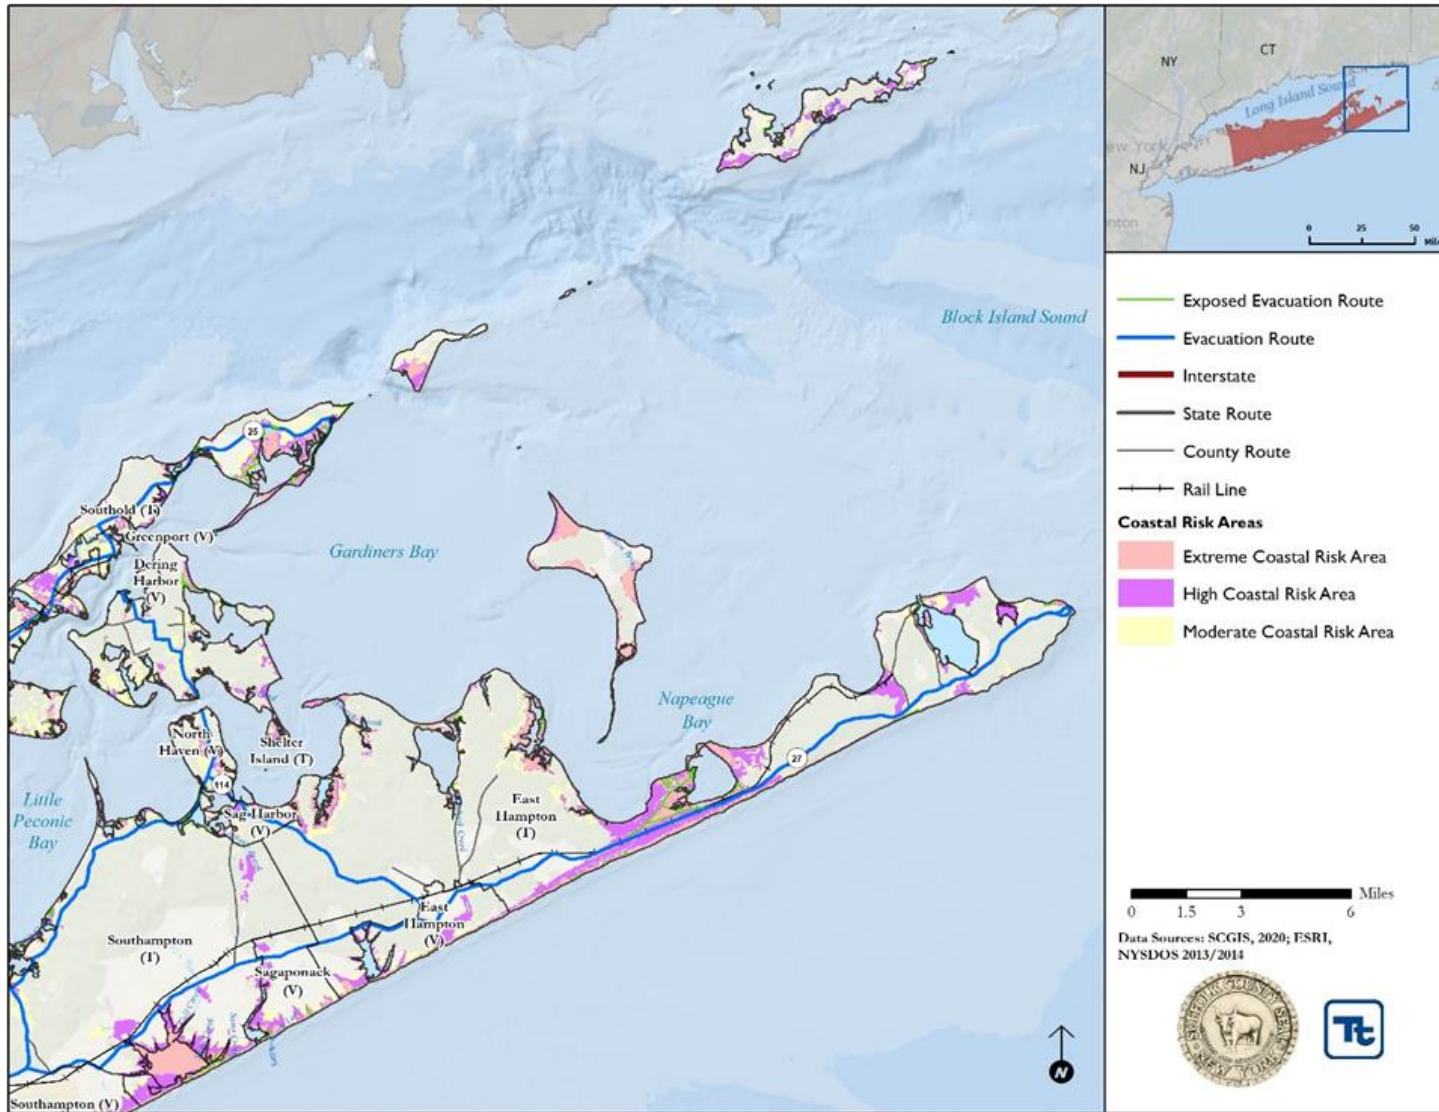 NY
CT
Long Island Sound
NJ
0 25 50
Block Island Sound
Exposed Evacuation Route
Evacuation Route
Interstate
State Route
County Route
Rail Line
Coastal Risk Areas
Extreme Coastal Risk Area
High Coastal Risk Area
Moderate Coastal Risk Area
25
Southold (T)
Greenport (V)
Gardiners Bay
Dering
Harbor
(V)
Napeague
Bay
North
Haven (V)
Shelter
Island (T)
27
114
Little
Peconic
Bay
Sag Harbor
(V)
East
Hampton
(T)
East
Hampton
(V)
Southampton
(T)
Sagaponack
(V)
Southampton (V)
N
Miles
0 1.5 3 6
Data Sources: SCGIS, 2020; ESRI,
NYSDOS 2013/2014
SUFFOLK COUNTY SEAL
NEW YORK
Tt